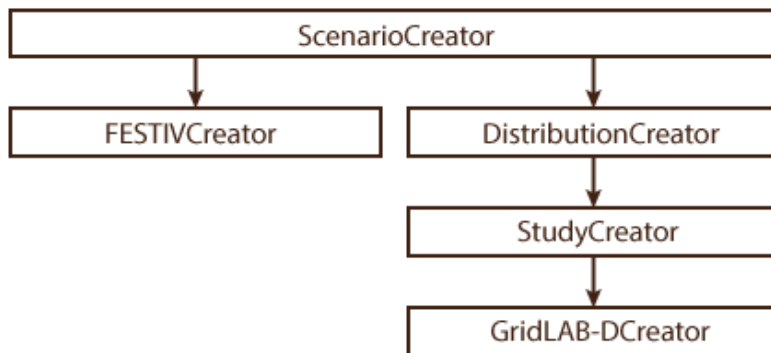 ScenarioCreator
FESTIVCreator
DistributionCreator
StudyCreator
GridLAB-DCreator